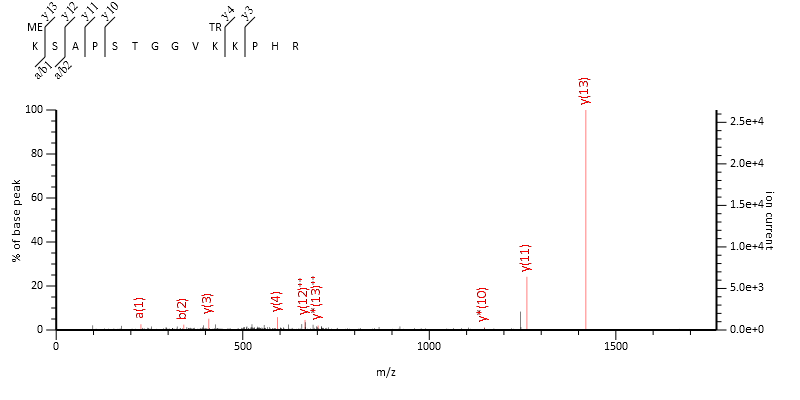 y13 y12 y11 y10 y4 y3
ME TR
K S A P S T G G V K K P H R
a/b1 a/b2
y(13)
100
2.5e+4
80
2.0e+4
% of base peak
60
1.5e+4
ion current
40
1.0e+4
y(11)
20
5.0e+3
a(1) b(2) y(3) y(4) y(12)++ y*(13)++ y*(10)
0
0.0e+0
0 500 1000 1500
m/z